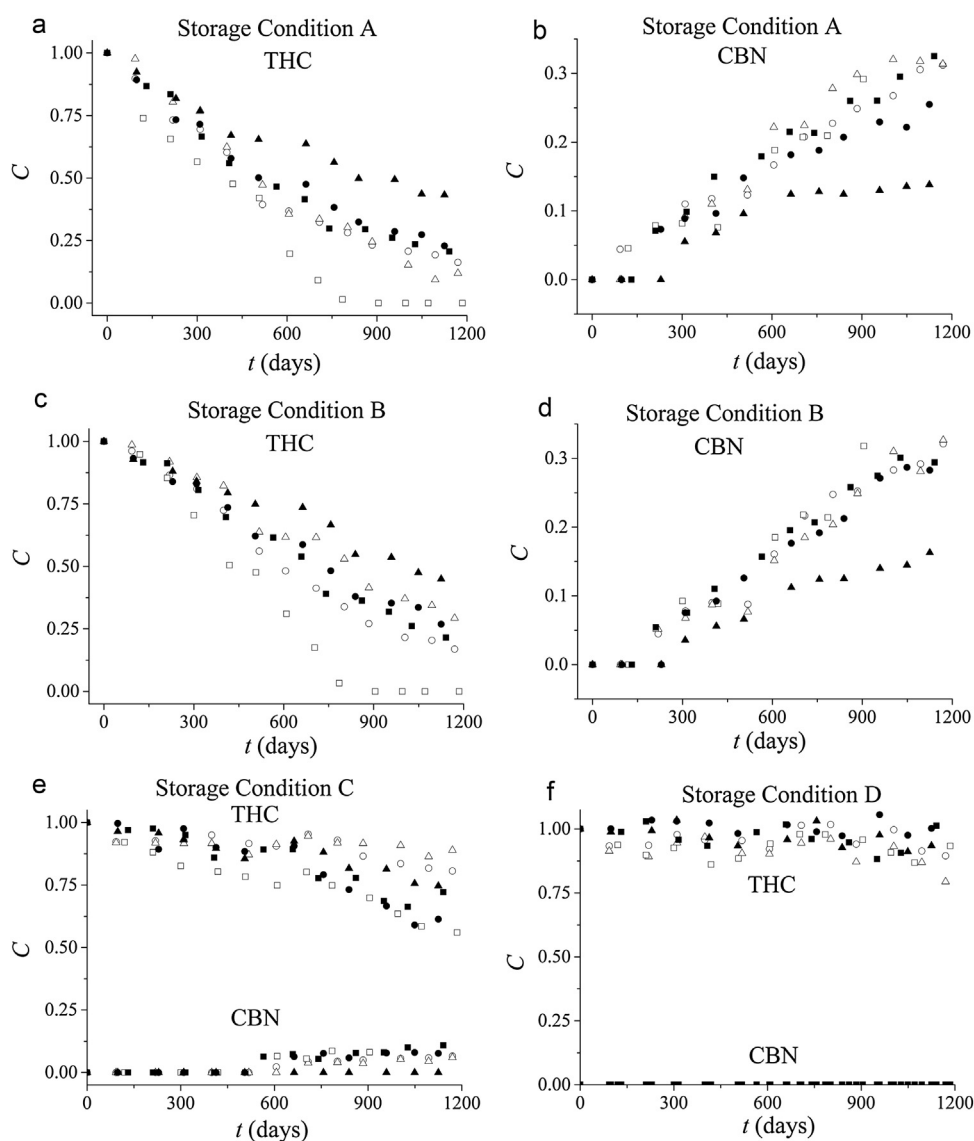 a
Storage Condition A
THC
1.00
0.75
0.50
0.25
0.00
C
0 300 600 900 1200
t (days)
b
Storage Condition A
CBN
0.3
0.2
0.1
0.0
C
0 300 600 900 1200
t (days)
c
Storage Condition B
THC
1.00
0.75
0.50
0.25
0.00
C
0 300 600 900 1200
t (days)
d
Storage Condition B
CBN
0.3
0.2
0.1
0.0
C
0 300 600 900 1200
t (days)
e
Storage Condition C
THC
1.00
0.75
0.50
0.25
0.00
C
CBN
0 300 600 900 1200
t (days)
f
Storage Condition D
1.00
0.75
0.50
0.25
0.00
C
THC
CBN
0 300 600 900 1200
t (days)